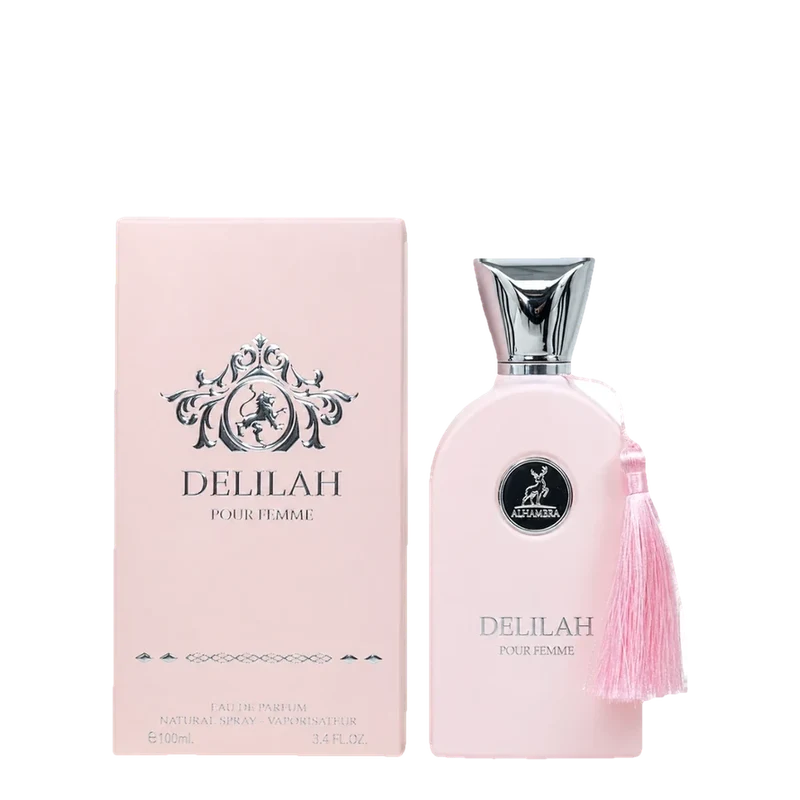 DELILAH
POUR FEMME
EAU DE PARFUM
NATURAL SPRAY - VAPORISATEUR
℮100ml. 3.4 FL.OZ.
ALHAMBRA
DELILAH
POUR FEMME